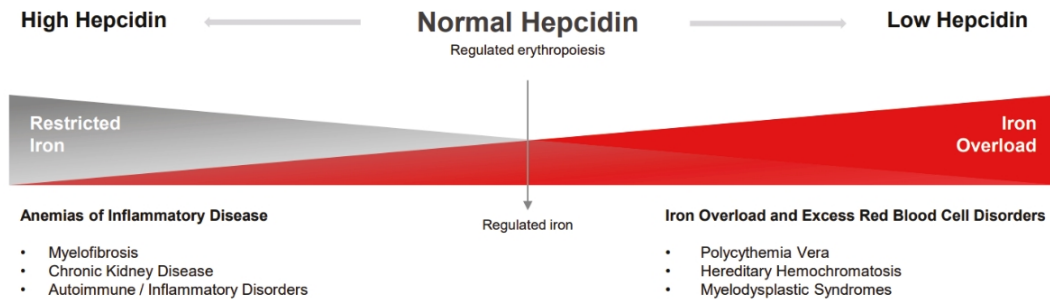 High Hepcidin
Normal Hepcidin
Low Hepcidin
Regulated erythropoiesis
Restricted
Iron
Iron
Overload
Anemias of Inflammatory Disease
• Myelofibrosis
• Chronic Kidney Disease
• Autoimmune / Inflammatory Disorders
Regulated iron
Iron Overload and Excess Red Blood Cell Disorders
• Polycythemia Vera
• Hereditary Hemochromatosis
• Myelodysplastic Syndromes